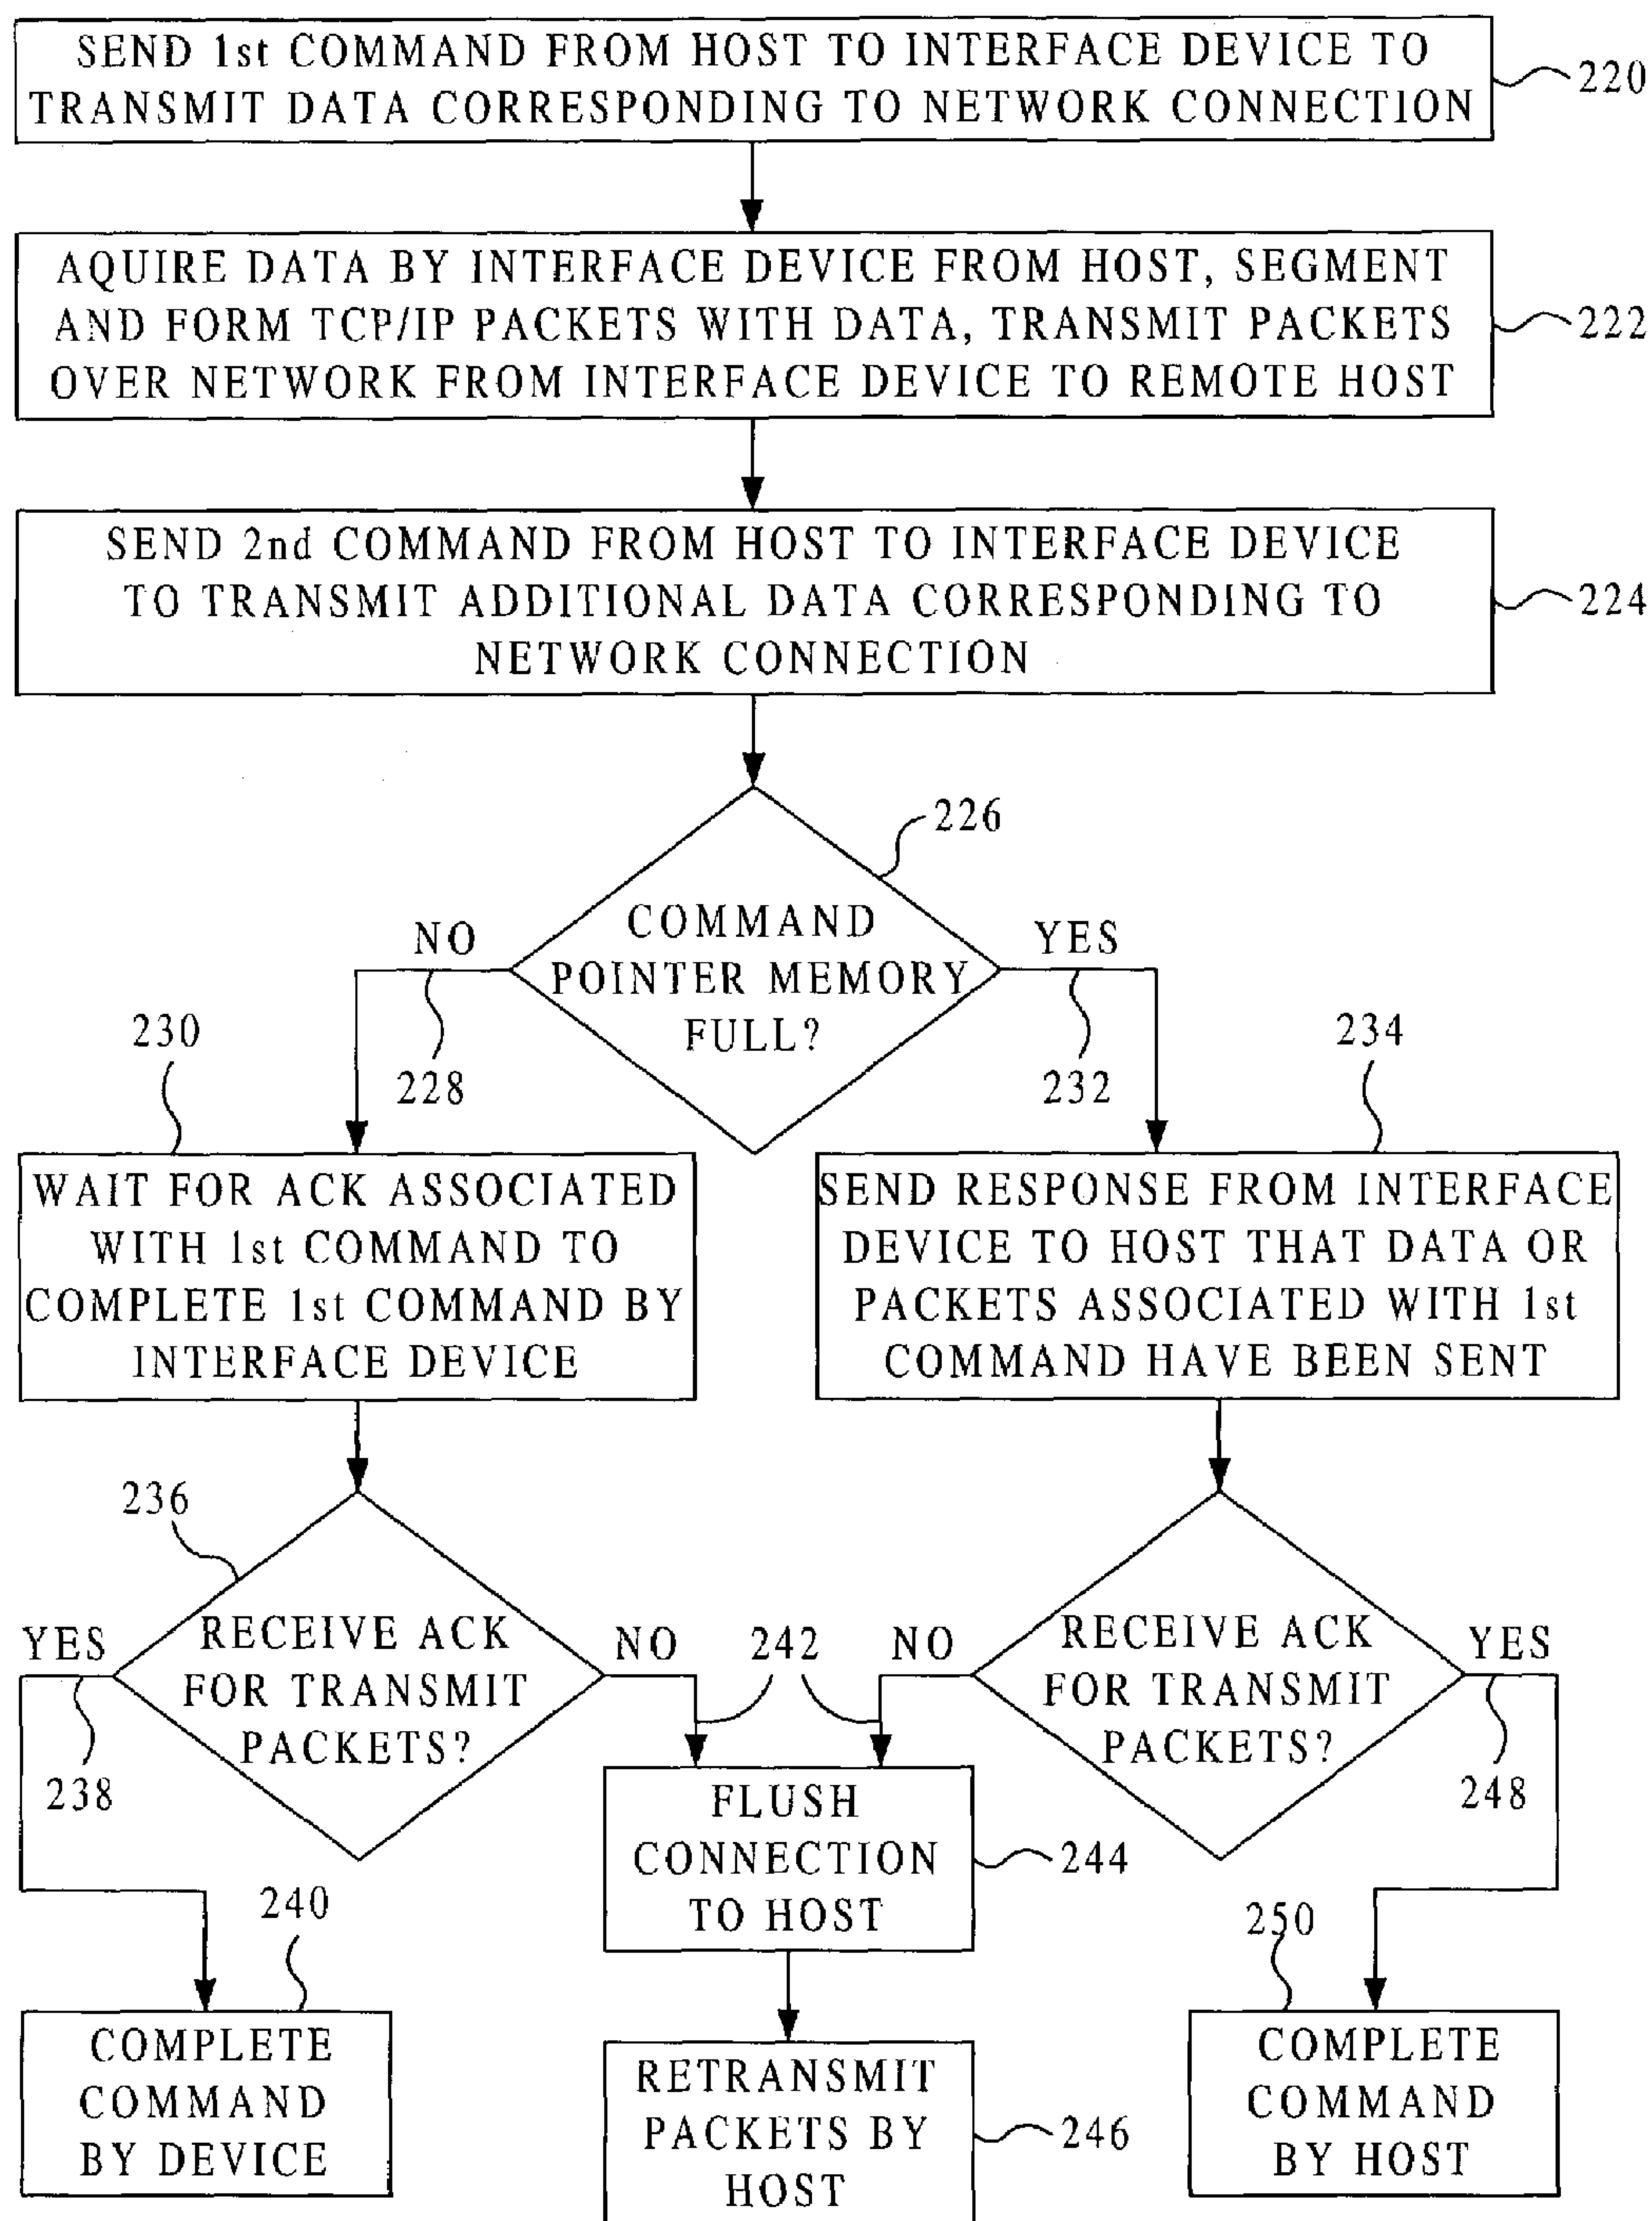 SEND 1st COMMAND FROM HOST TO INTERFACE DEVICE TO
TRANSMIT DATA CORRESPONDING TO NETWORK CONNECTION
220
AQUIRE DATA BY INTERFACE DEVICE FROM HOST, SEGMENT
AND FORM TCP/IP PACKETS WITH DATA, TRANSMIT PACKETS
OVER NETWORK FROM INTERFACE DEVICE TO REMOTE HOST
222
SEND 2nd COMMAND FROM HOST TO INTERFACE DEVICE
TO TRANSMIT ADDITIONAL DATA CORRESPONDING TO
NETWORK CONNECTION
224
226
COMMAND
POINTER MEMORY
FULL?
NO
YES
228
232
230
234
WAIT FOR ACK ASSOCIATED
WITH 1st COMMAND TO
COMPLETE 1st COMMAND BY
INTERFACE DEVICE
SEND RESPONSE FROM INTERFACE
DEVICE TO HOST THAT DATA OR
PACKETS ASSOCIATED WITH 1st
COMMAND HAVE BEEN SENT
236
YES
RECEIVE ACK
FOR TRANSMIT
PACKETS?
NO
242
NO
RECEIVE ACK
FOR TRANSMIT
PACKETS?
YES
238
248
FLUSH
CONNECTION
TO HOST
244
240
250
COMPLETE
COMMAND
BY DEVICE
RETRANSMIT
PACKETS BY
HOST
246
COMPLETE
COMMAND
BY HOST